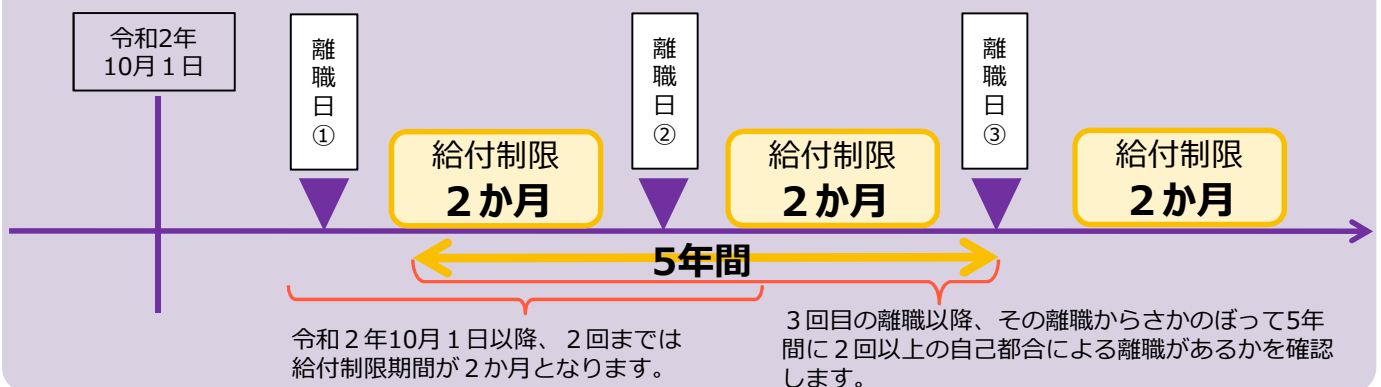 令和2年
10月１日
離職日①
給付制限
２か月
離職日②
給付制限
２か月
離職日③
給付制限
２か月
5年間
令和２年10月１日以降、２回までは
給付制限期間が２か月となります。
３回目の離職以降、その離職からさかのぼって5年
間に２回以上の自己都合による離職があるかを確認
します。